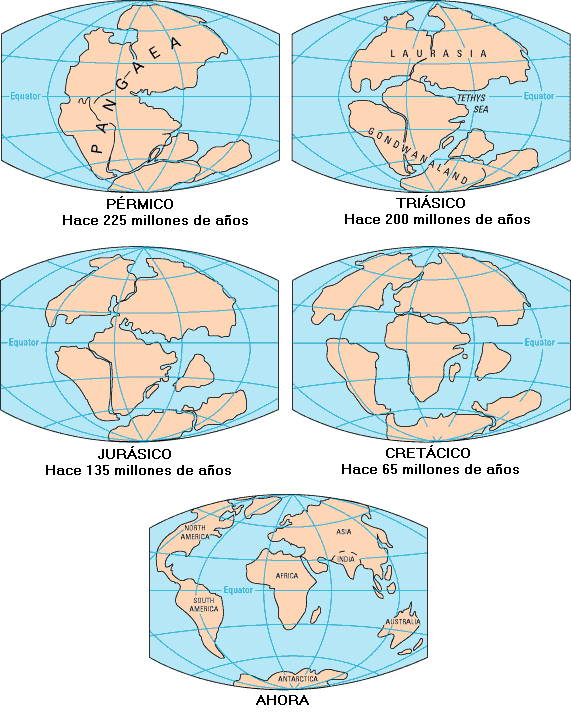 PANGAEA
Equator
PÉRMICO
Hace 225 millones de años
LAURASIA
Equator
TETHYS
SEA
GONDWANALAND
TRIÁSICO
Hace 200 millones de años
Equator
JURÁSICO
Hace 135 millones de años
Equator
CRETÁCICO
Hace 65 millones de años
NORTH
AMERICA
ASIA
INDIA
AFRICA
Equator
SOUTH
AMERICA
AUSTRALIA
ANTARCTICA
AHORA